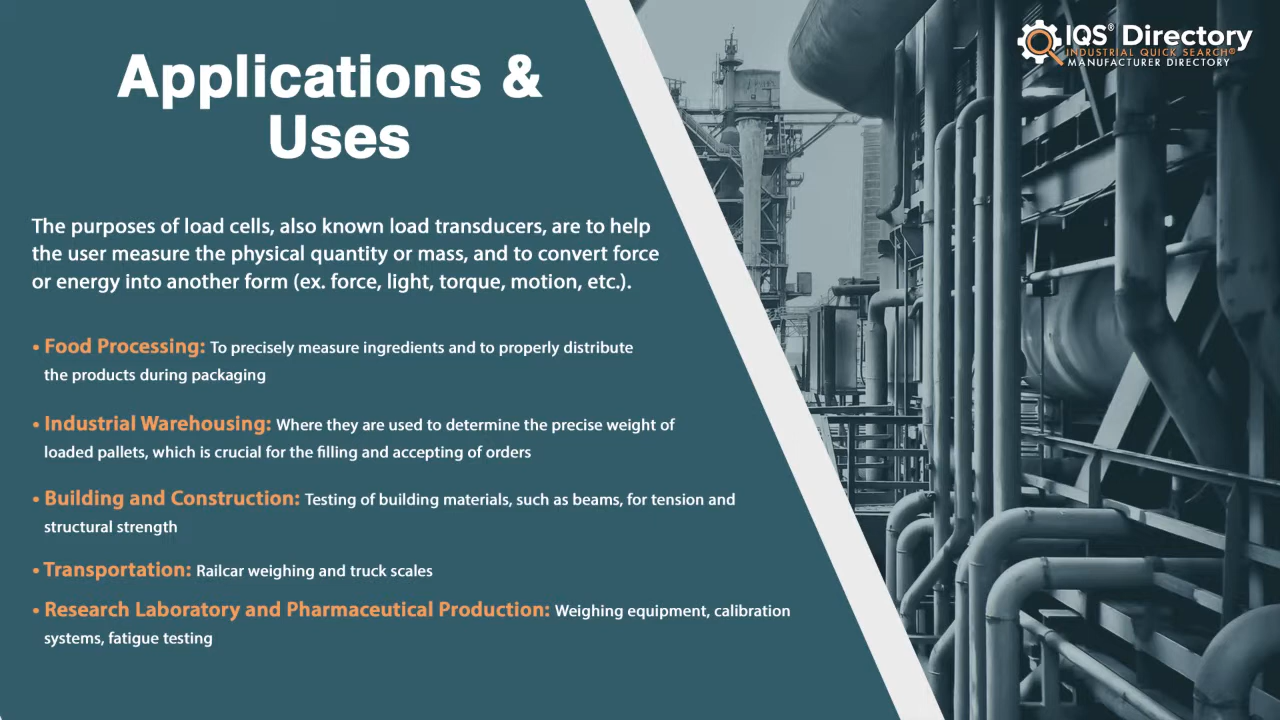 IQS® Directory
INDUSTRIAL QUICK SEARCH®
MANUFACTURER DIRECTORY
Applications &
Uses
The purposes of load cells, also known load transducers, are to help
the user measure the physical quantity or mass, and to convert force
or energy into another form (ex. force, light, torque, motion, etc.).
• Food Processing: To precisely measure ingredients and to properly distribute
the products during packaging
• Industrial Warehousing: Where they are used to determine the precise weight of
loaded pallets, which is crucial for the filling and accepting of orders
• Building and Construction: Testing of building materials, such as beams, for tension and
structural strength
• Transportation: Railcar weighing and truck scales
• Research Laboratory and Pharmaceutical Production: Weighing equipment, calibration
systems, fatigue testing